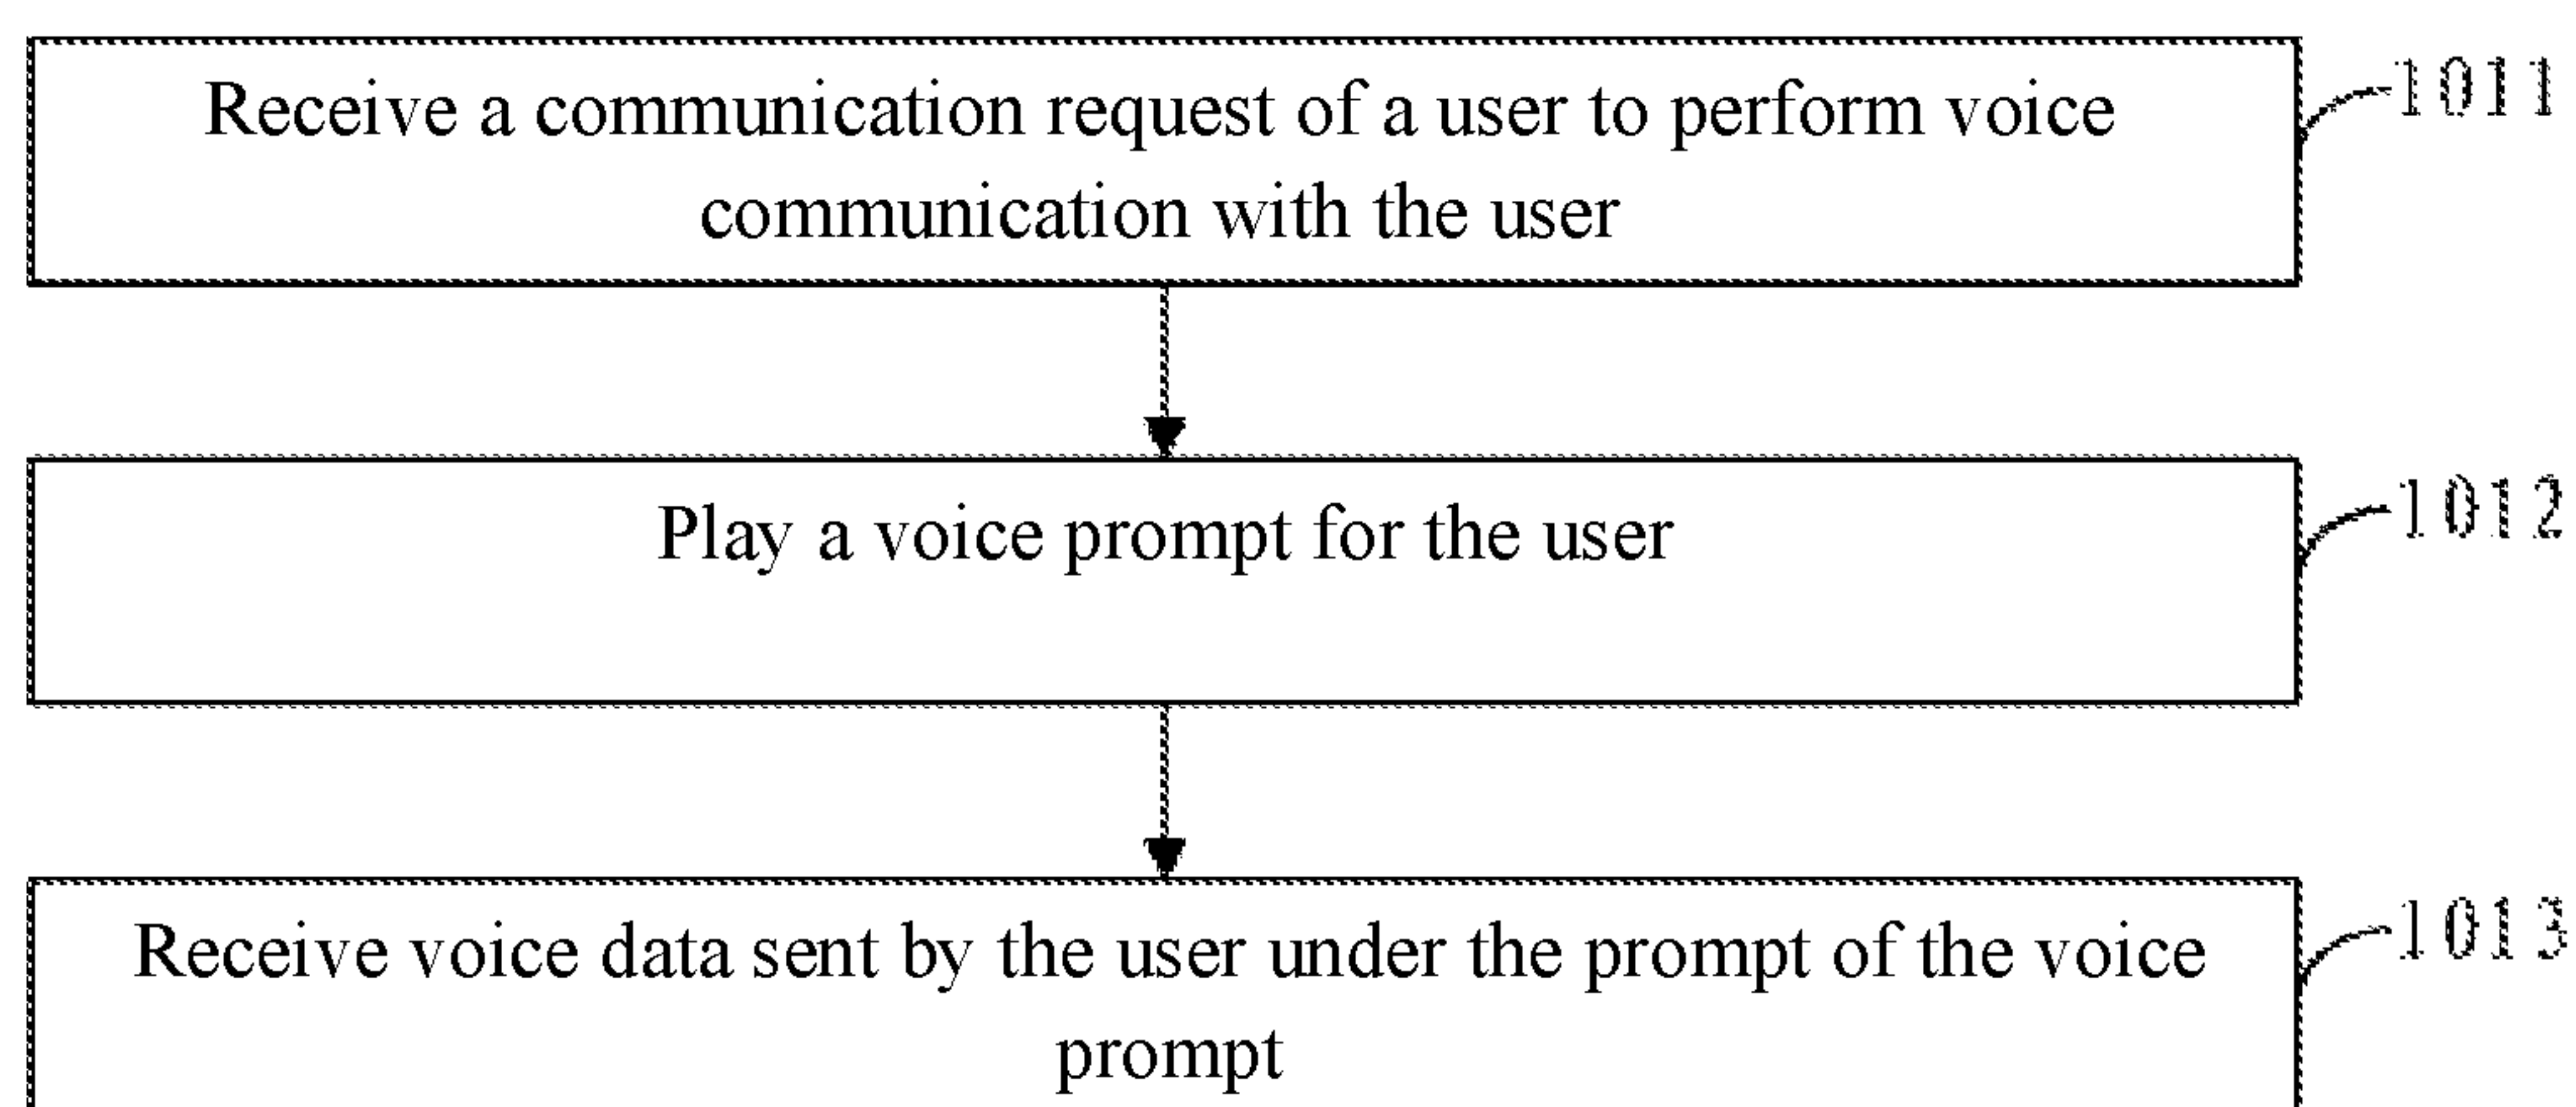 Receive a communication request of a user to perform voice
communication with the user
1011
Play a voice prompt for the user
1012
Receive voice data sent by the user under the prompt of the voice
prompt
1013